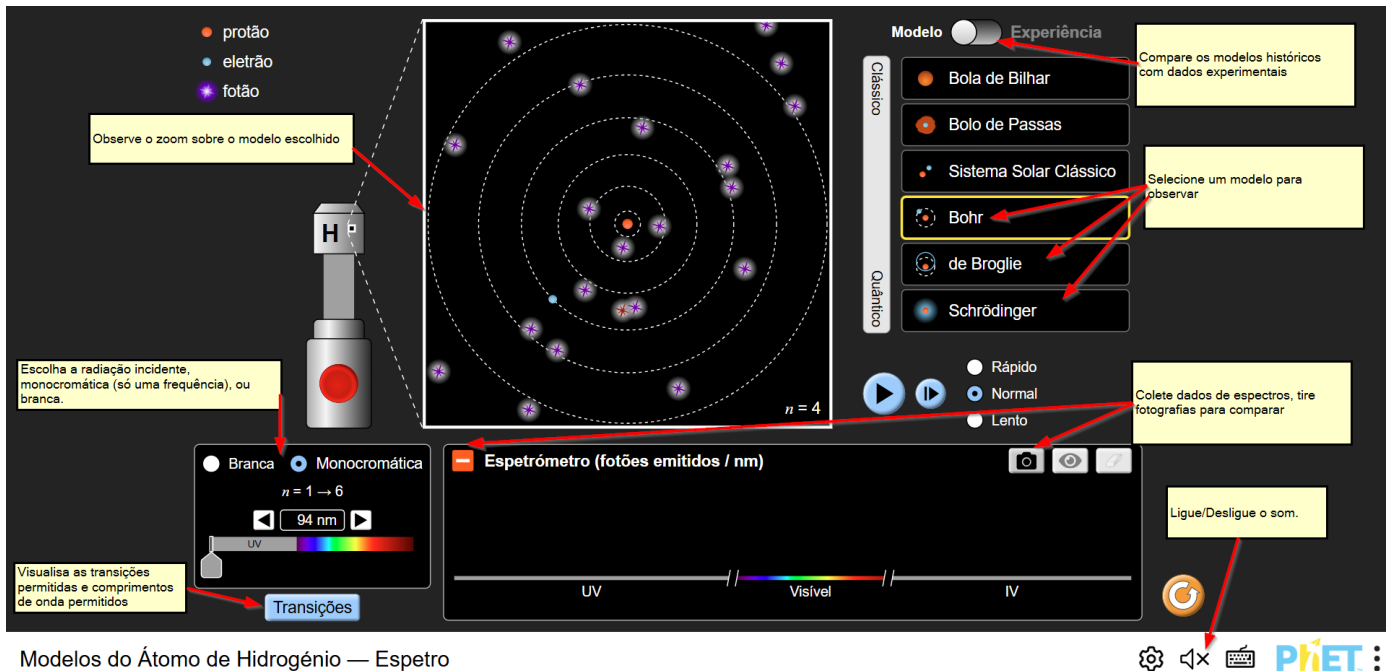 protão
eletrão
fotão
Observe o zoom sobre o modelo escolhido
H
n = 4
Modelo
Experiência
Compare os modelos históricos
com dados experimentais
Clássico
Quântico
Bola de Bilhar
Bolo de Passas
Sistema Solar Clássico
Bohr
de Broglie
Schrödinger
Selecione um modelo para
observar
Rápido
Normal
Lento
Escolha a radiação incidente,
monocromática (só uma frequência), ou
branca.
Colete dados de espectros, tire
fotografias para comparar
Branca
Monocromática
n = 1 → 6
94 nm
UV
Espetrómetro (fotões emitidos / nm)
UV
Visível
IV
Ligue/Desligue o som.
Visualisa as transições
permitidas e comprimentos
de onda permitidos
Transições
Modelos do Átomo de Hidrogénio — Espetro
PhET